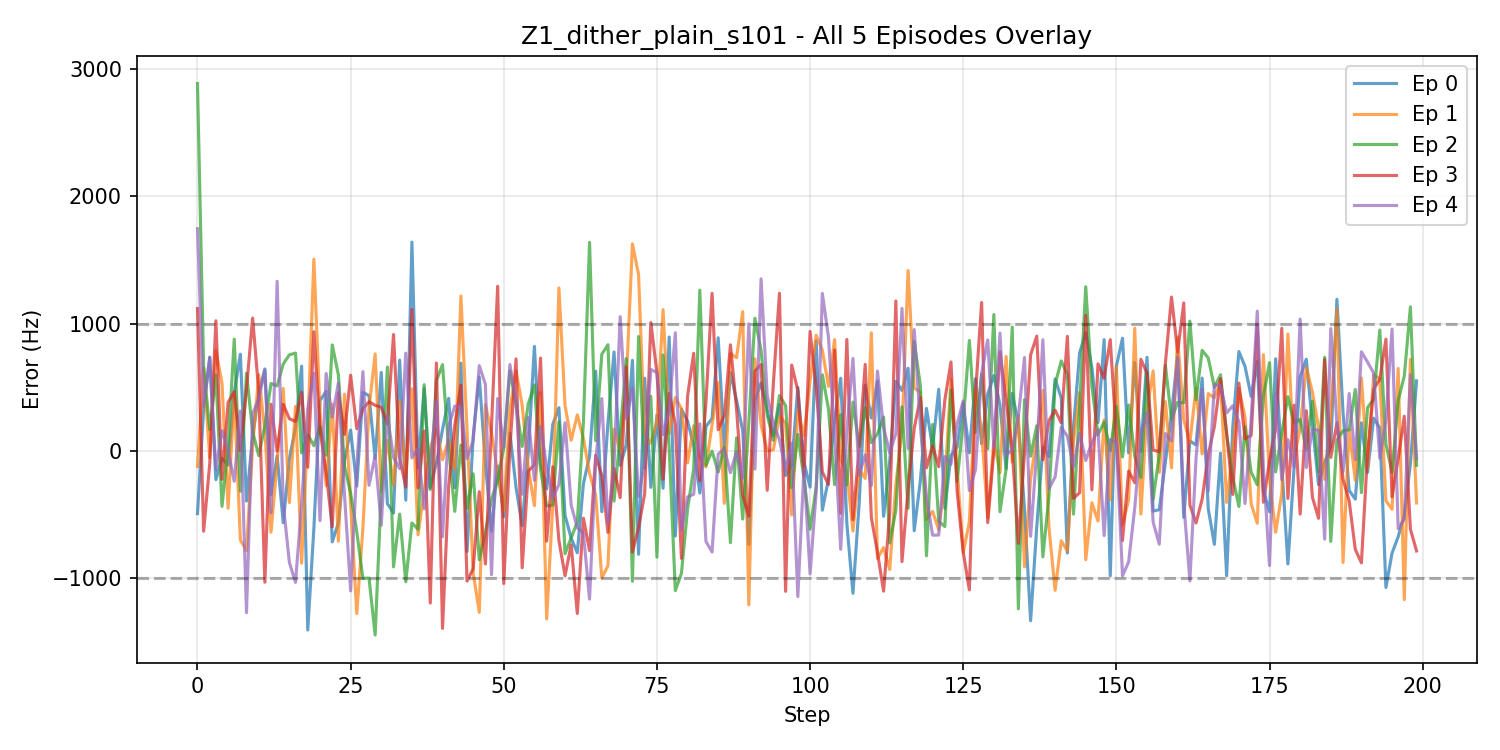 Z1_dither_plain_s101 - All 5 Episodes Overlay
3000
2000
1000
0
−1000
Error (Hz)
Ep 0
Ep 1
Ep 2
Ep 3
Ep 4
0 25 50 75 100 125 150 175 200
Step